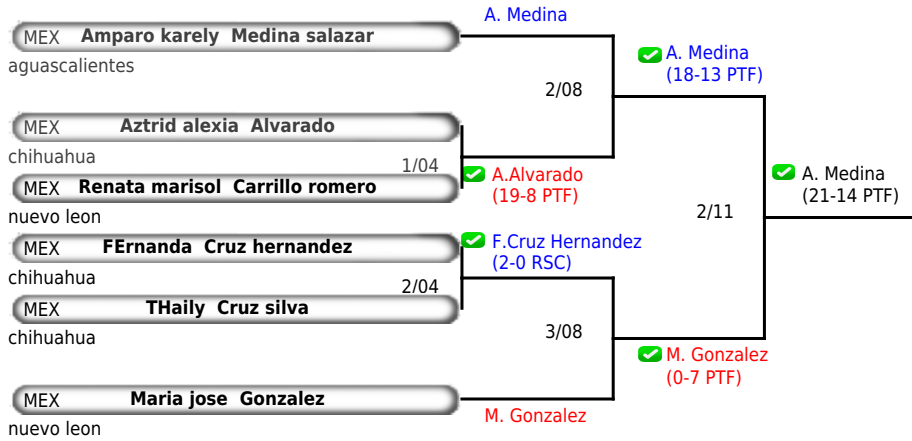 A. Medina
MEX Amparo karely Medina salazar
aguascalientes
A. Medina
(18-13 PTF)
2/08
MEX Aztrid alexia Alvarado
chihuahua
1/04
A.Alvarado
(19-8 PTF)
MEX Renata marisol Carrillo romero
nuevo leon
A. Medina
(21-14 PTF)
2/11
MEX FErnanda Cruz hernandez
chihuahua
F.Cruz Hernandez
(2-0 RSC)
2/04
MEX THaily Cruz silva
chihuahua
3/08
M. Gonzalez
(0-7 PTF)
MEX Maria jose Gonzalez
nuevo leon
M. Gonzalez